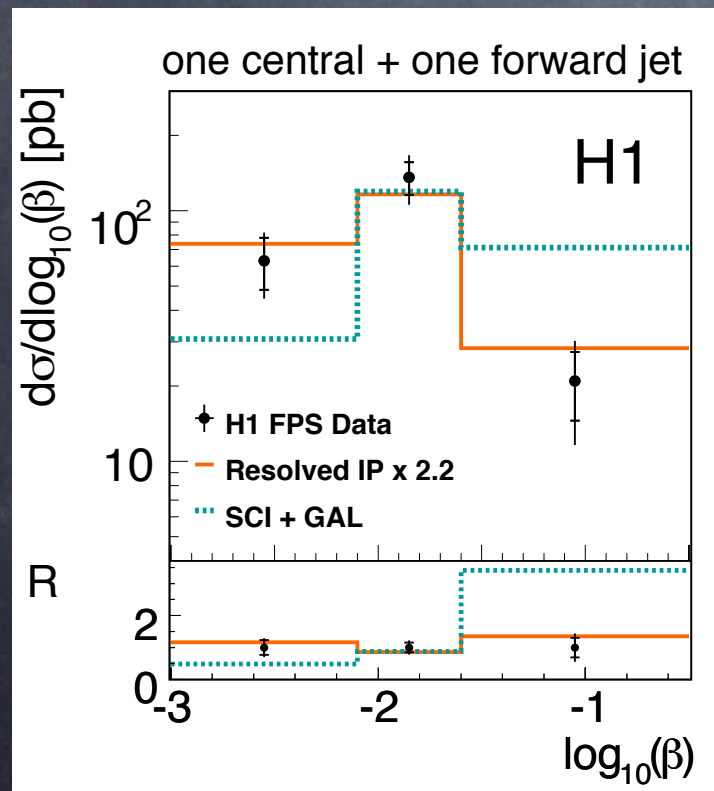 one central + one forward jet
dσ/dlog₁₀(β) [pb]
H1
10²
H1 FPS Data
Resolved IP x 2.2
10
SCI + GAL
R
2
0
-3 -2 -1
log₁₀(β)